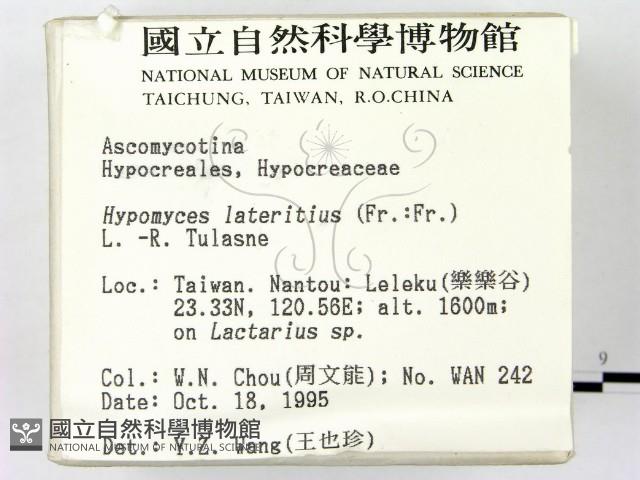 國立自然科學博物館
NATIONAL MUSEUM OF NATURAL SCIENCE
TAICHUNG, TAIWAN, R.O.CHINA
Ascomycotina
Hypocreales, Hypocreaceae
Hypomyces lateritius (Fr.:Fr.)
L. -R. Tulasne
Loc.: Taiwan. Nantou: Leleku(樂樂谷)
23.33N, 120.56E; alt. 1600m;
on Lactarius sp.
Col.: W.N. Chou(周文能); No. WAN 242
Date: Oct. 18, 1995
Det.: Y.Z. Wang(王也珍)
國立自然科學博物館
NATIONAL MUSEUM OF NATURAL SCIENCE
9